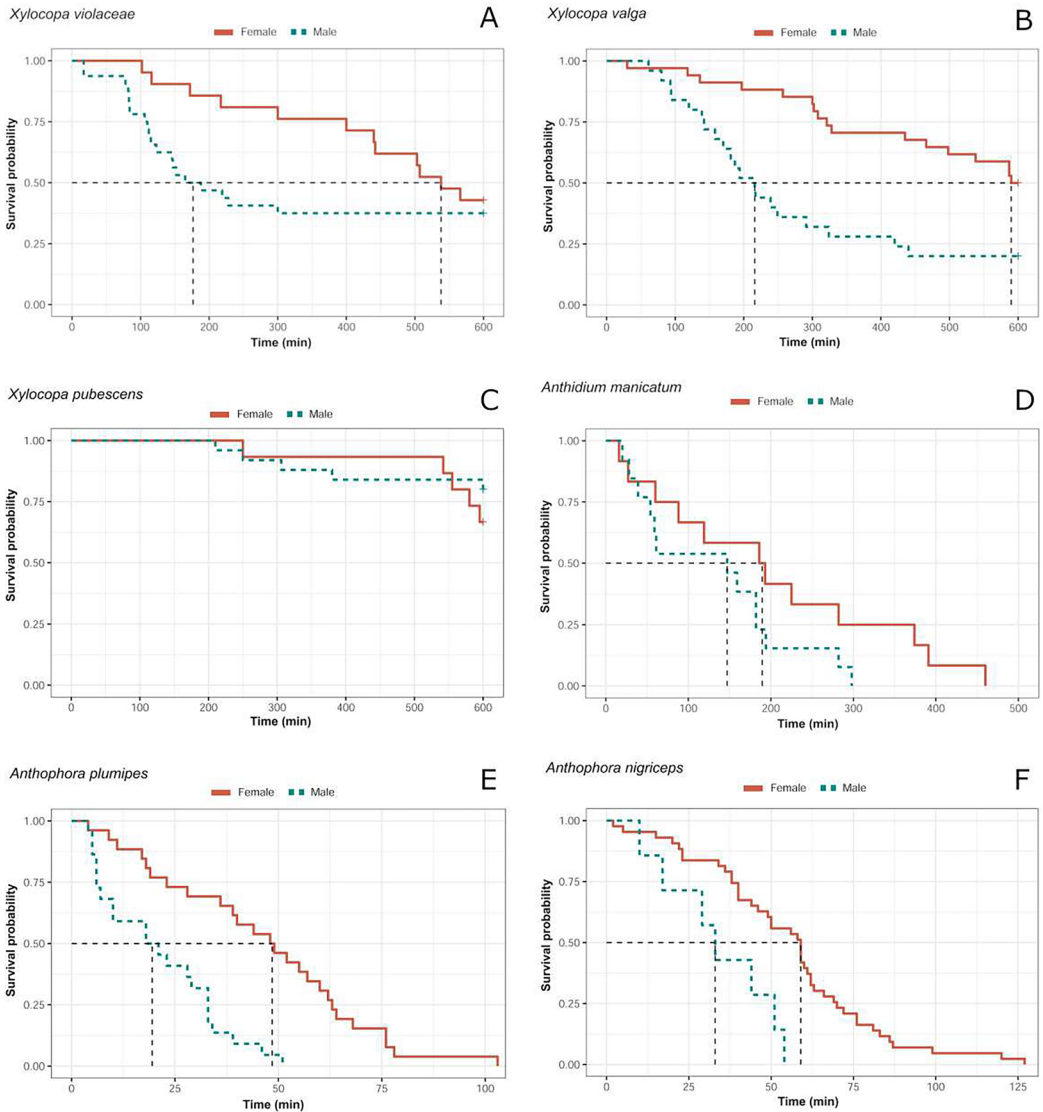 Xylocopa violaceae
A
Female Male
1.00
0.75
0.50
0.25
0.00
Survival probability
0 100 200 300 400 500 600
Time (min)
Xylocopa valga
B
Female Male
1.00
0.75
0.50
0.25
0.00
Survival probability
0 100 200 300 400 500 600
Time (min)
Xylocopa pubescens
C
Female Male
1.00
0.75
0.50
0.25
0.00
Survival probability
0 100 200 300 400 500 600
Time (min)
Anthidium manicatum
D
Female Male
1.00
0.75
0.50
0.25
0.00
Survival probability
0 100 200 300 400 500
Time (min)
Anthophora plumipes
E
Female Male
1.00
0.75
0.50
0.25
0.00
Survival probability
0 25 50 75 100
Time (min)
Anthophora nigriceps
F
Female Male
1.00
0.75
0.50
0.25
0.00
Survival probability
0 25 50 75 100 125
Time (min)